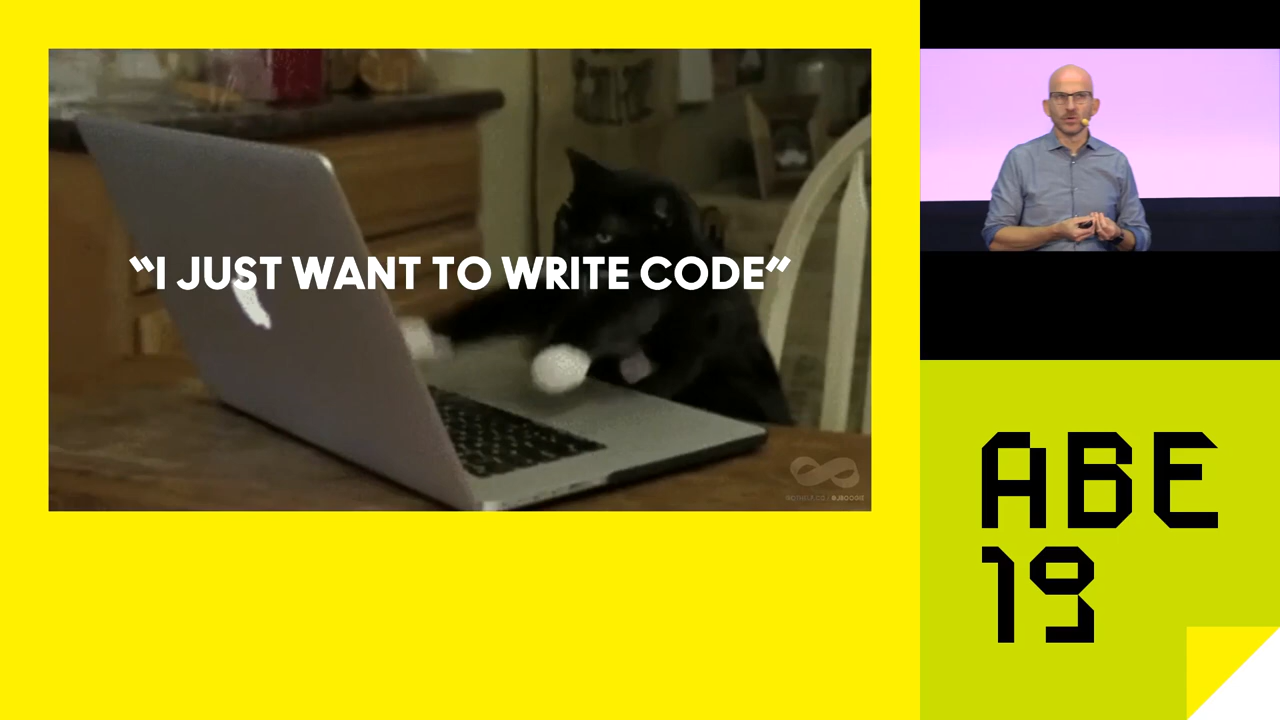 “I JUST WANT TO WRITE CODE”
ABE
19